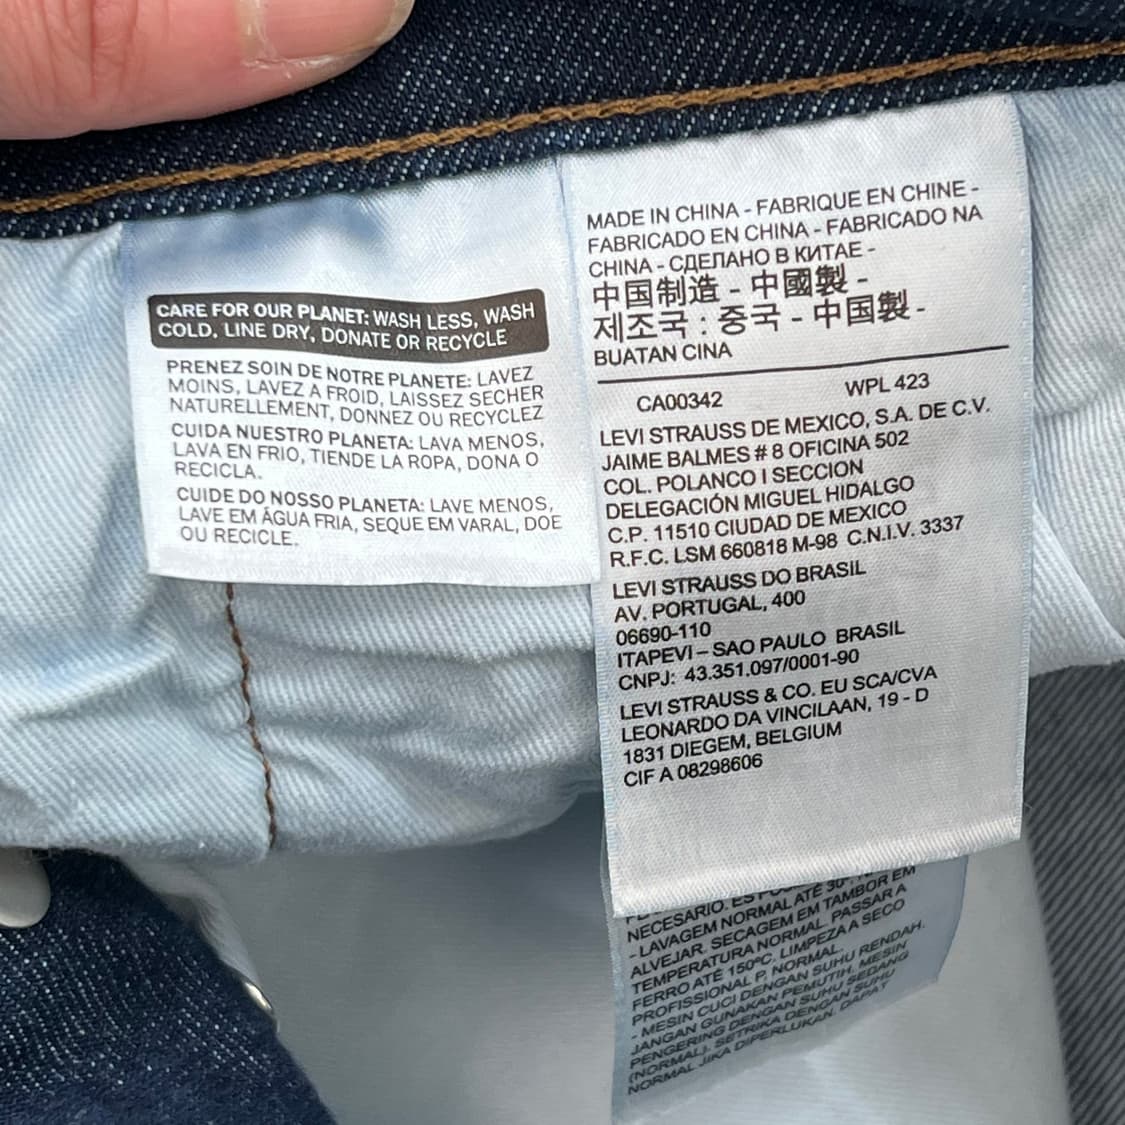 CARE FOR OUR PLANET: WASH LESS, WASH
COLD, LINE DRY, DONATE OR RECYCLE
PRENEZ SOIN DE NOTRE PLANETE: LAVEZ
MOINS, LAVEZ A FROID, LAISSEZ SECHER
NATURELLEMENT, DONNEZ OU RECYCLEZ
CUIDA NUESTRO PLANETA: LAVA MENOS,
LAVA EN FRIO, TIENDE LA ROPA, DONA O
RECICLA.
CUIDE DO NOSSO PLANETA: LAVE MENOS,
LAVE EM ÁGUA FRIA, SEQUE EM VARAL, DOE
OU RECICLE.
MADE IN CHINA - FABRIQUE EN CHINE -
FABRICADO EN CHINA - FABRICADO NA
CHINA - СДЕЛАНО В КИТАЕ -
中国制造 - 中國製 -
제조국 : 중국 - 中国製 -
BUATAN CINA
CA00342 WPL 423
LEVI STRAUSS DE MEXICO, S.A. DE C.V.
JAIME BALMES # 8 OFICINA 502
COL. POLANCO I SECCION
DELEGACIÓN MIGUEL HIDALGO
C.P. 11510 CIUDAD DE MEXICO
R.F.C. LSM 660818 M-98 C.N.I.V. 3337
LEVI STRAUSS DO BRASIL
AV. PORTUGAL, 400
06690-110
ITAPEVI – SAO PAULO BRASIL
CNPJ: 43.351.097/0001-90
LEVI STRAUSS & CO. EU SCA/CVA
LEONARDO DA VINCILAAN, 19 - D
1831 DIEGEM, BELGIUM
CIF A 08298606
NECESARIO.
- LAVAGEM NORMAL ATÉ 30°.
ALVEJAR. SECAGEM EM TAMBOR EM
TEMPERATURA NORMAL. PASSAR A
FERRO ATÉ 150ºC. LIMPEZA A SECO
PROFISSIONAL P, NORMAL.
- MESIN CUCI DENGAN SUHU RENDAH.
JANGAN GUNAKAN PEMUTIH. MESIN
PENGERING DENGAN SUHU SEDANG
(NORMAL). SETRIKA DENGAN SUHU
NORMAL JIKA DIPERLUKAN. DAPAT